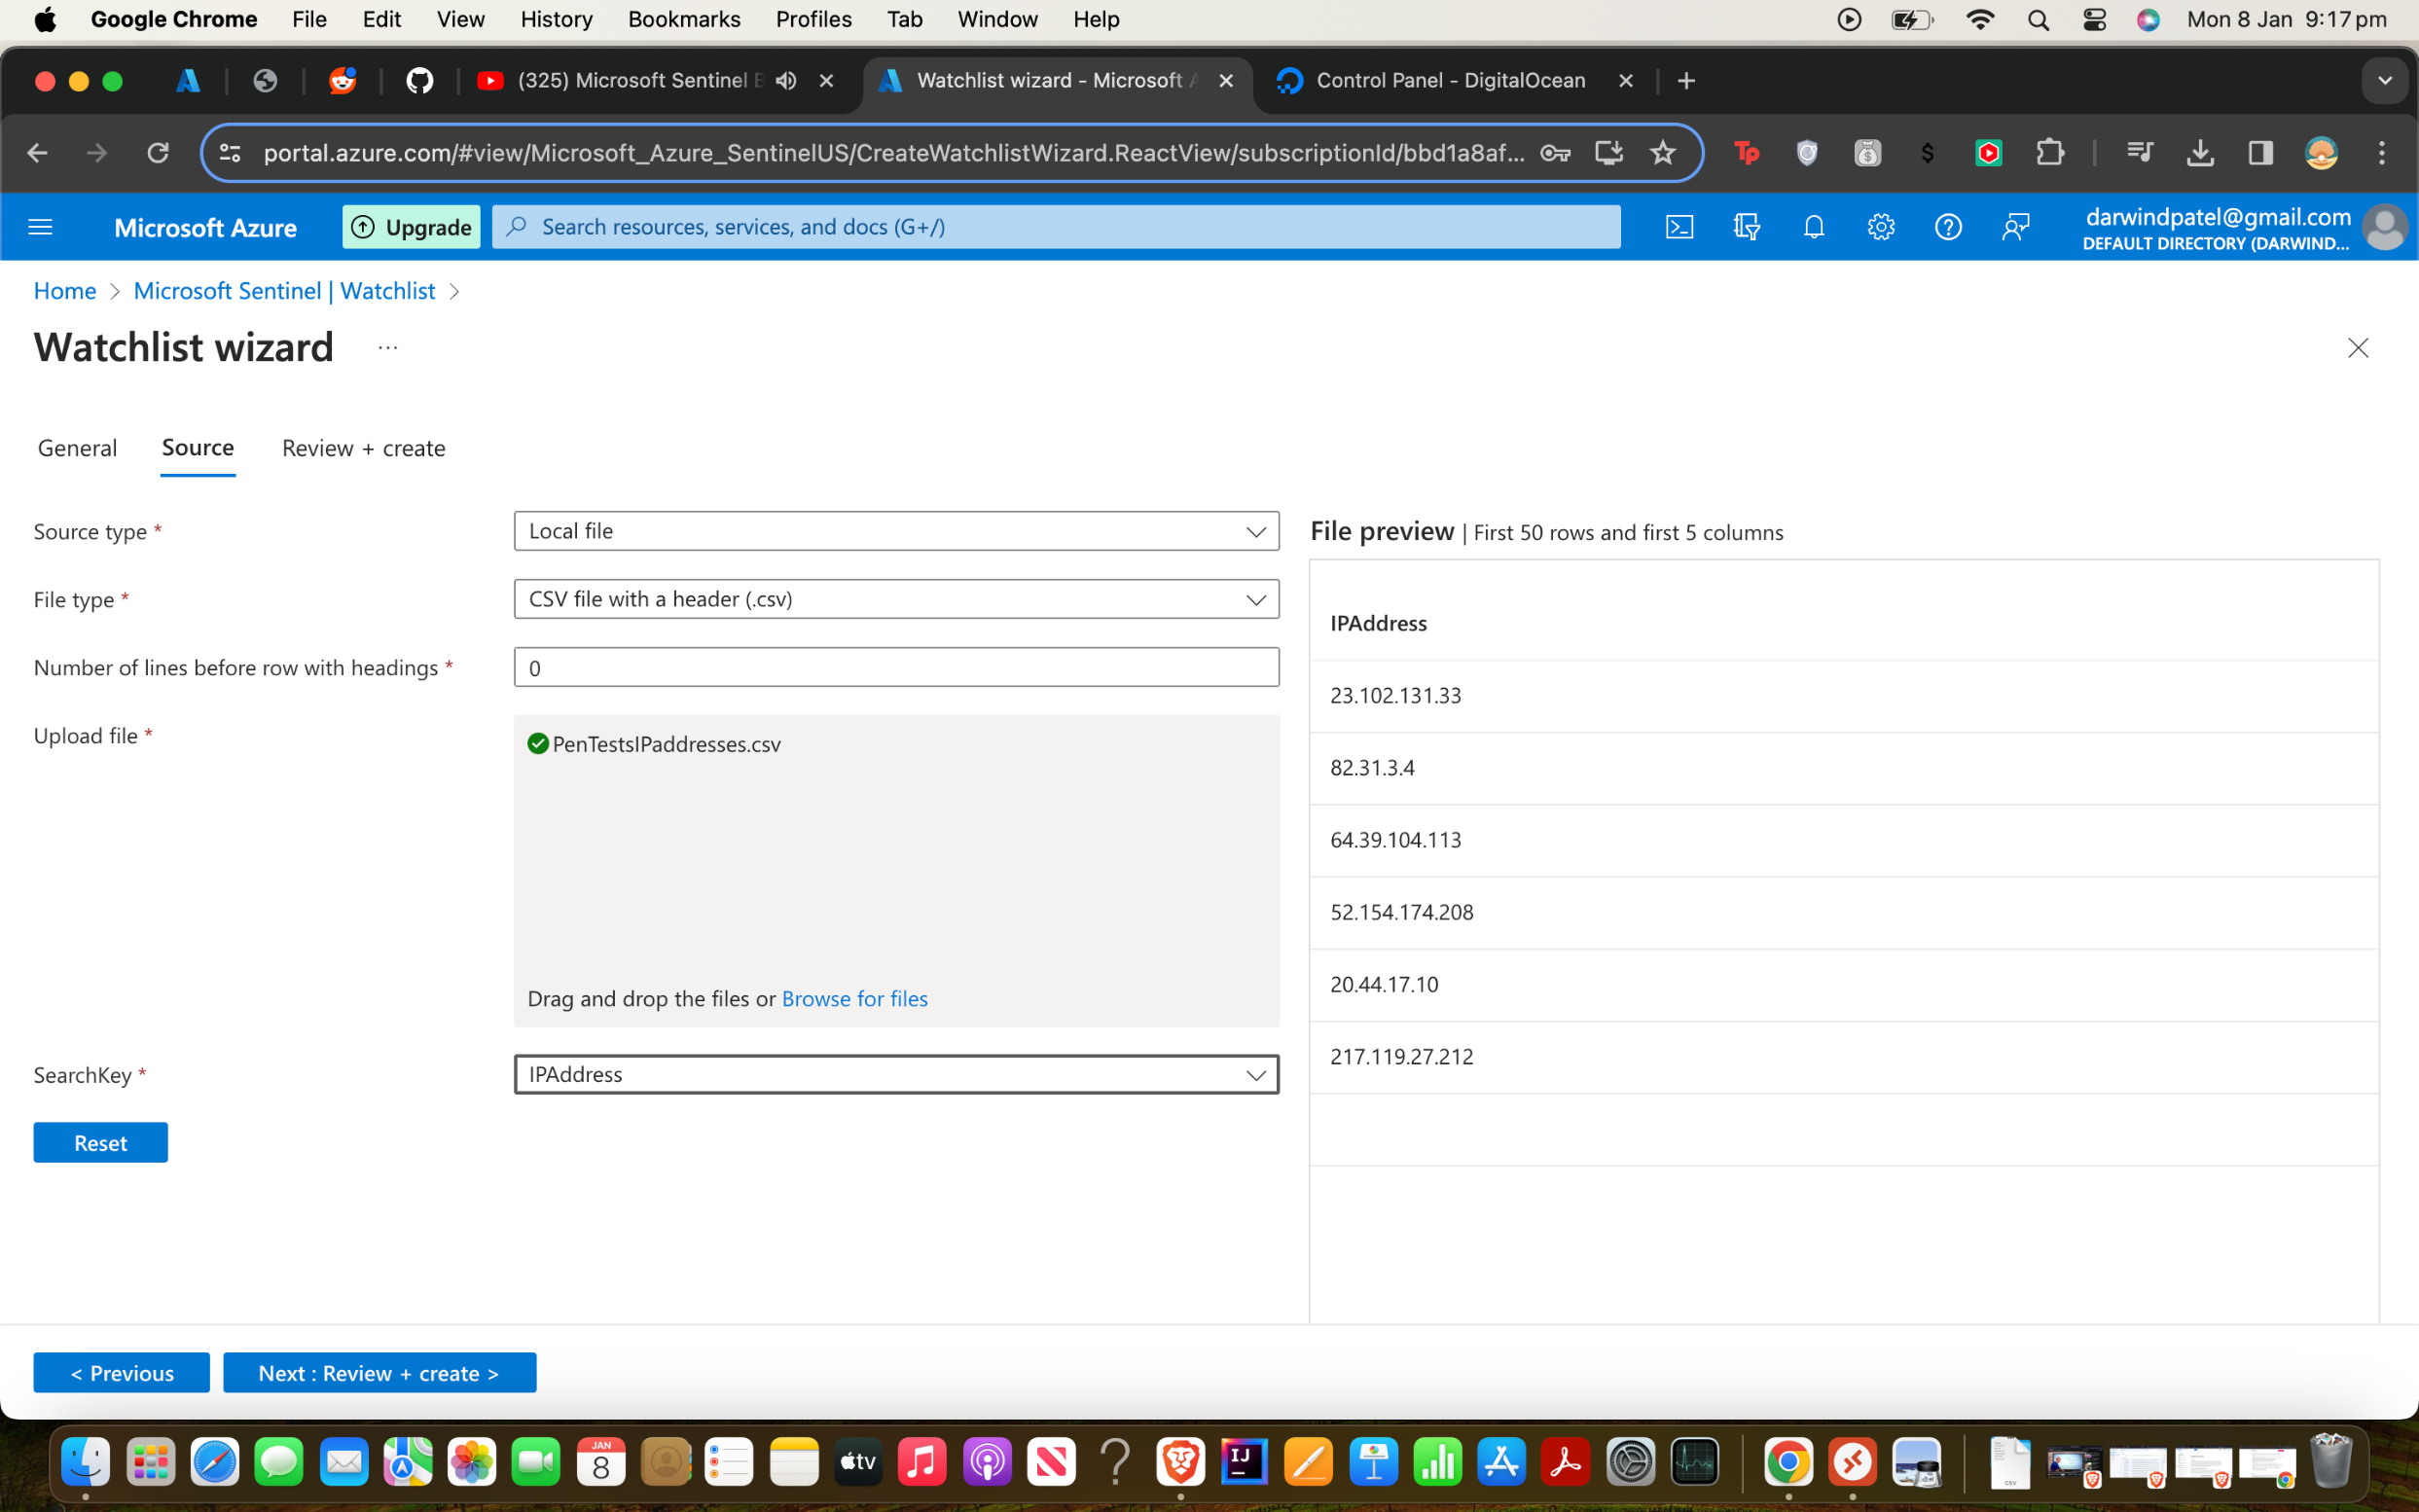 Google Chrome File Edit View History Bookmarks Profiles Tab Window Help Mon 8 Jan 9:17 pm
(325) Microsoft Sentinel Watchlist wizard - Microsoft Control Panel - DigitalOcean
portal.azure.com/#view/Microsoft_Azure_SentinelUS/CreateWatchlistWizard.ReactView/subscriptionId/bbd1a8af... Tp $
Microsoft Azure Upgrade Search resources, services, and docs (G+/) darwindpatel@gmail.com
DEFAULT DIRECTORY (DARWIND...
Home > Microsoft Sentinel | Watchlist >
Watchlist wizard ...
General Source Review + create
Source type * Local file
File type * CSV file with a header (.csv)
Number of lines before row with headings * 0
Upload file * PenTestsIPaddresses.csv
Drag and drop the files or Browse for files
SearchKey * IPAddress
Reset
File preview | First 50 rows and first 5 columns
IPAddress
23.102.131.33
82.31.3.4
64.39.104.113
52.154.174.208
20.44.17.10
217.119.27.212
< Previous Next : Review + create >
JAN
8
tv
IJ
CSV